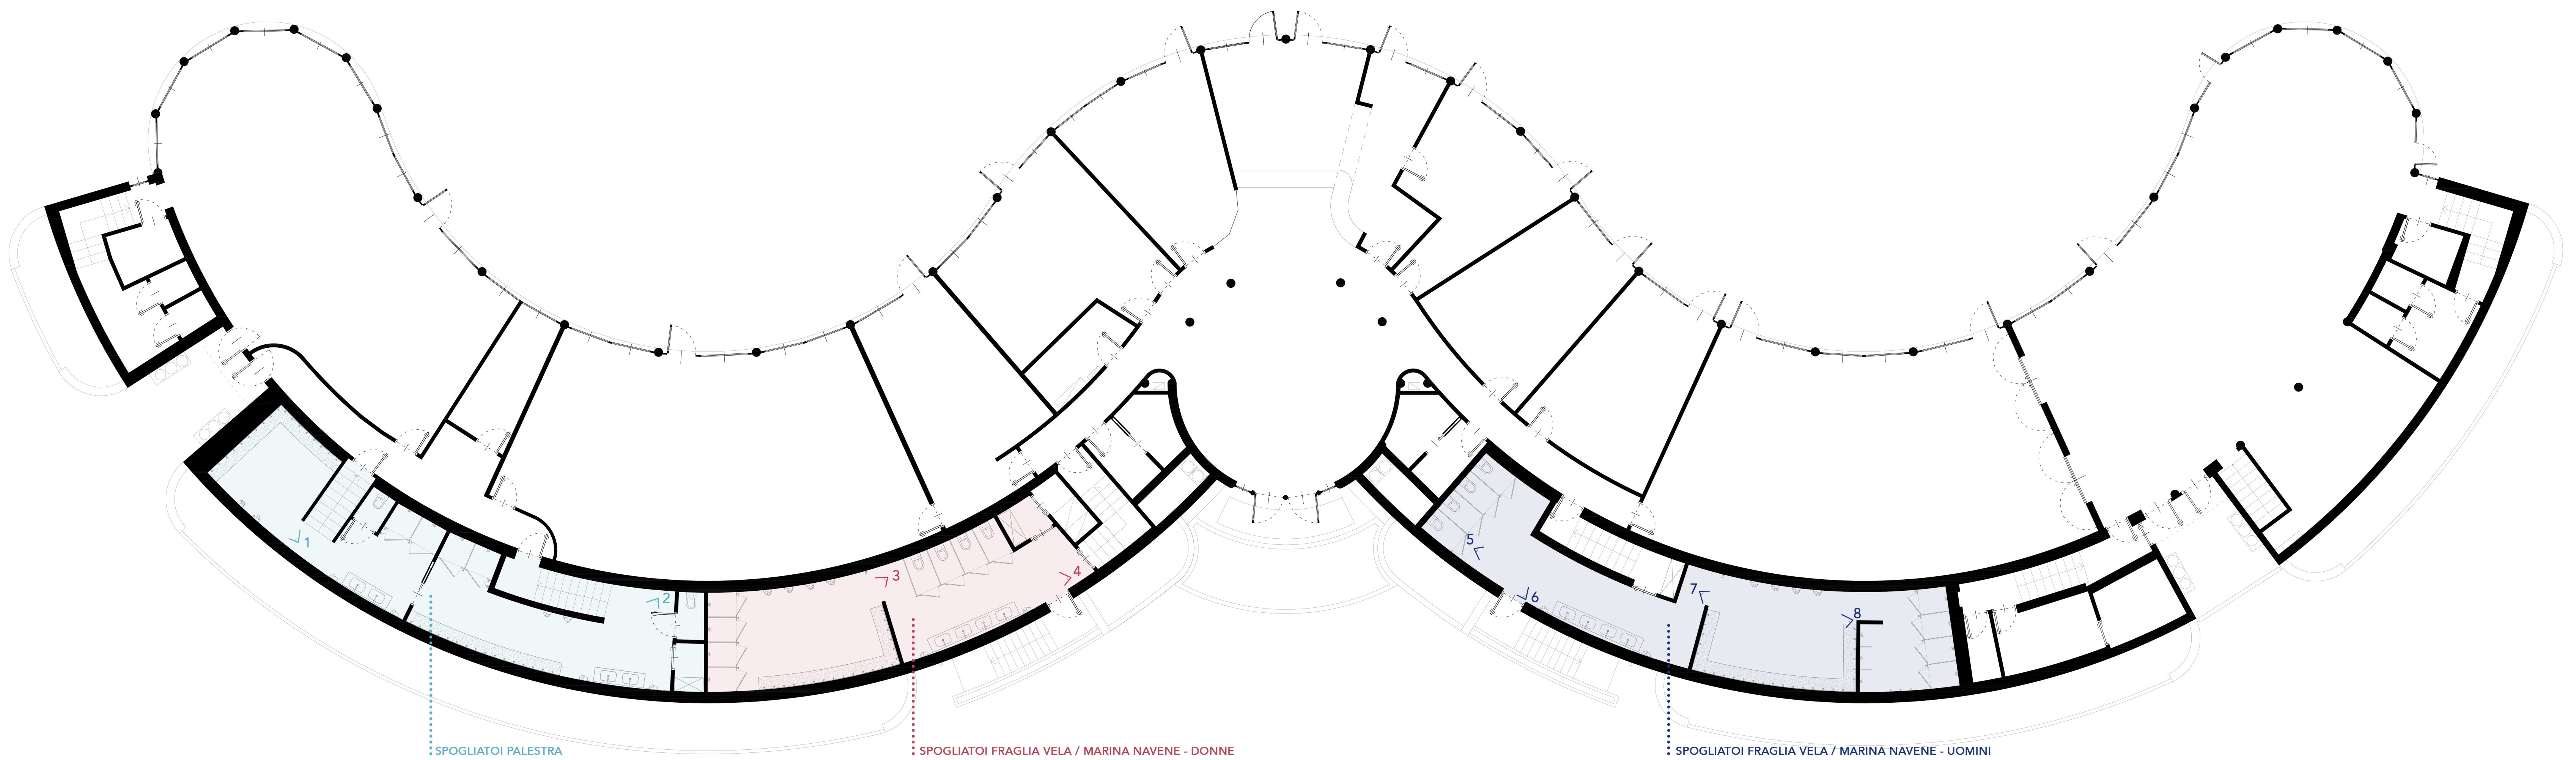 1
2
3
4
5
6
7
8
SPOGLIATOI PALESTRA
SPOGLIATOI FRAGLIA VELA / MARINA NAVENE - DONNE
SPOGLIATOI FRAGLIA VELA / MARINA NAVENE - UOMINI